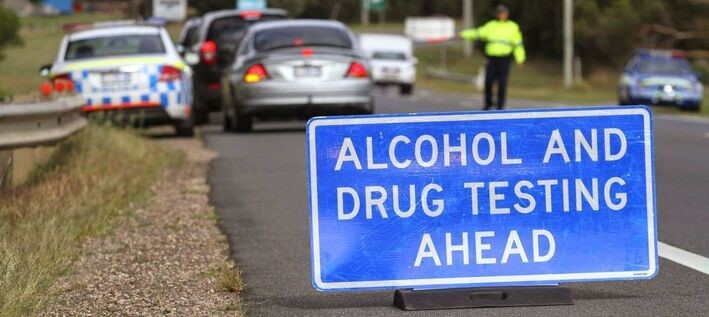 ALCOHOL AND
DRUG TESTING
AHEAD